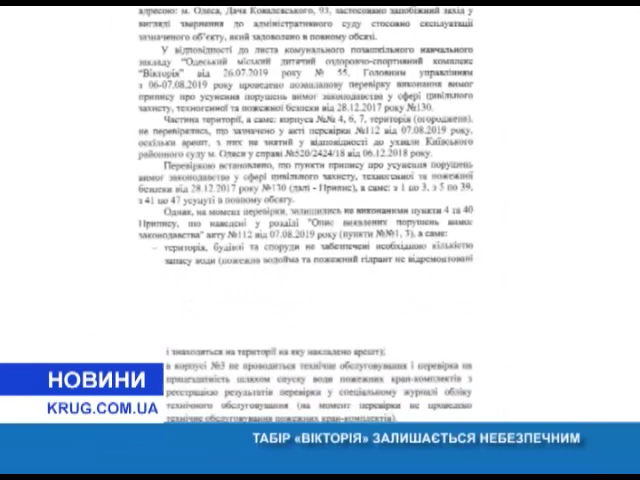 адресою: м. Одеса, Дача Ковалевського, 93, застосовано запобіжний захід у
вигляді звернення до адміністративного суду стосовно експлуатації
зазначеного об'єкту, який задоволено в повному обсязі.
У відповідності до листа комунального позашкільного навчального
закладу "Одеський міський дитячий оздоровчо-спортивний комплекс
"Вікторія" від 26.07.2019 року № 55, Головним управлінням
з 06-07.08.2019 року проведено позапланову перевірку виконання вимог
припису про усунення порушень вимог законодавства у сфері цивільного
захисту, техногенної та пожежної безпеки від 28.12.2017 року №130.
Частина території, а саме: корпуса №№ 4, 6, 7, територія (огороджені),
не перевірялись, про що зазначено у акті перевірки №112 від 07.08.2019 року,
оскільки арешт, з них не знятий у відповідності до ухвали Київського
районного суду м. Одеси у справі №520/2424/18 від 06.12.2018 року.
Перевіркою встановлено, що пункти припису про усунення порушень
вимог законодавства у сфері цивільного захисту, техногенної та пожежної
безпеки від 28.12.2017 року №130 (далі - Припис), а саме: з 1 по 3, з 5 по 39,
з 41 по 47 усунуті в повному обсягу.
Однак, на момент перевірки, залишились не виконаними пункти 4 та 40
Припису, що наведені у розділі "Опис виявлених порушень вимог
законодавства" акту №112 від 07.08.2019 року (пункти №№1, 3), а саме:
– територія, будівлі та споруди не забезпечені необхідною кількістю
запасу води (пожежна водойма та пожежний гідрант не відремонтовані
і знаходяться на території на яку накладено арешт);
в корпусі №3 не проводиться технічне обслуговування і перевірка на
придатність шляхом спуску води пожежних кран-комплектів з
реєстрацією результатів перевірки у спеціальному журналі обліку
технічного обслуговування (на момент перевірки не проведено
технічне обслуговування пожежних кран-комплектів).
НОВИНИ
KRUG.COM.UA
ТАБІР «ВІКТОРІЯ» ЗАЛИШАЄТЬСЯ НЕБЕЗПЕЧНИМ